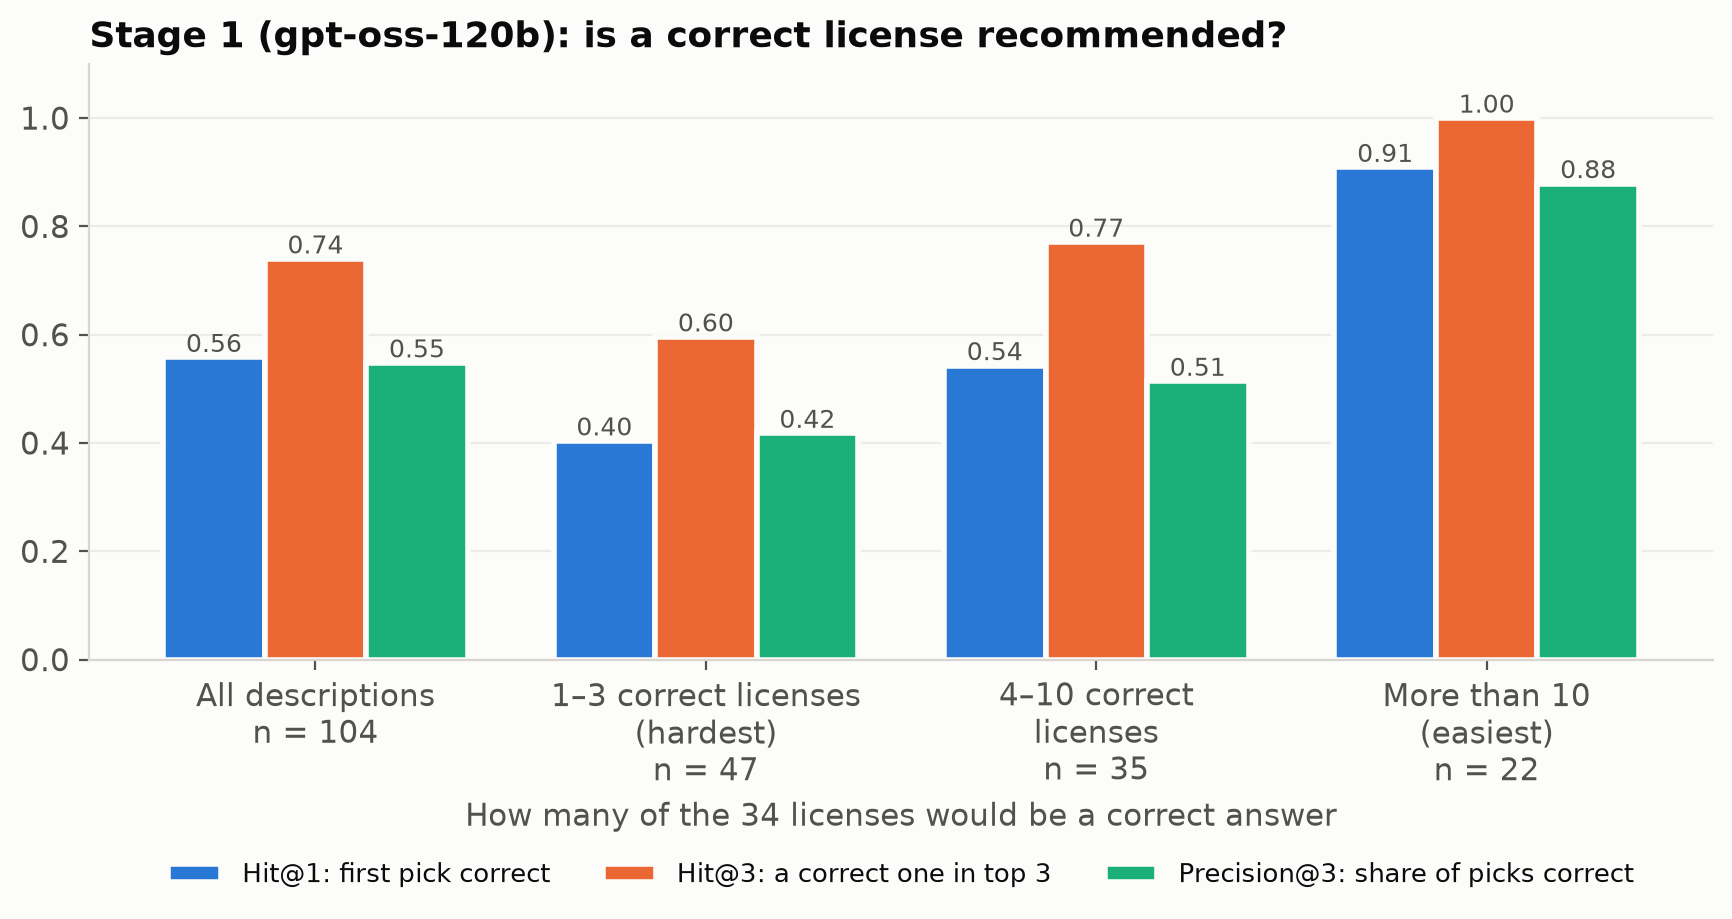 Stage 1 (gpt-oss-120b): is a correct license recommended?
1.0
0.8
0.6
0.4
0.2
0.0
0.56
0.74
0.55
0.40
0.60
0.42
0.54
0.77
0.51
0.91
1.00
0.88
All descriptions
n = 104
1–3 correct licenses
(hardest)
n = 47
4–10 correct
licenses
n = 35
More than 10
(easiest)
n = 22
How many of the 34 licenses would be a correct answer
Hit@1: first pick correct
Hit@3: a correct one in top 3
Precision@3: share of picks correct